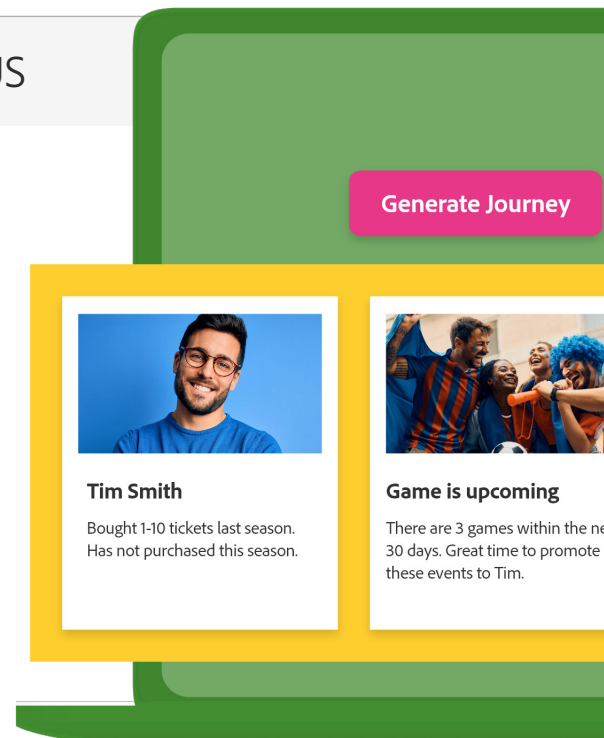 US
Generate Journey
Tim Smith
Bought 1-10 tickets last season.
Has not purchased this season.
Game is upcoming
There are 3 games within the
30 days. Great time to promote
these events to Tim.